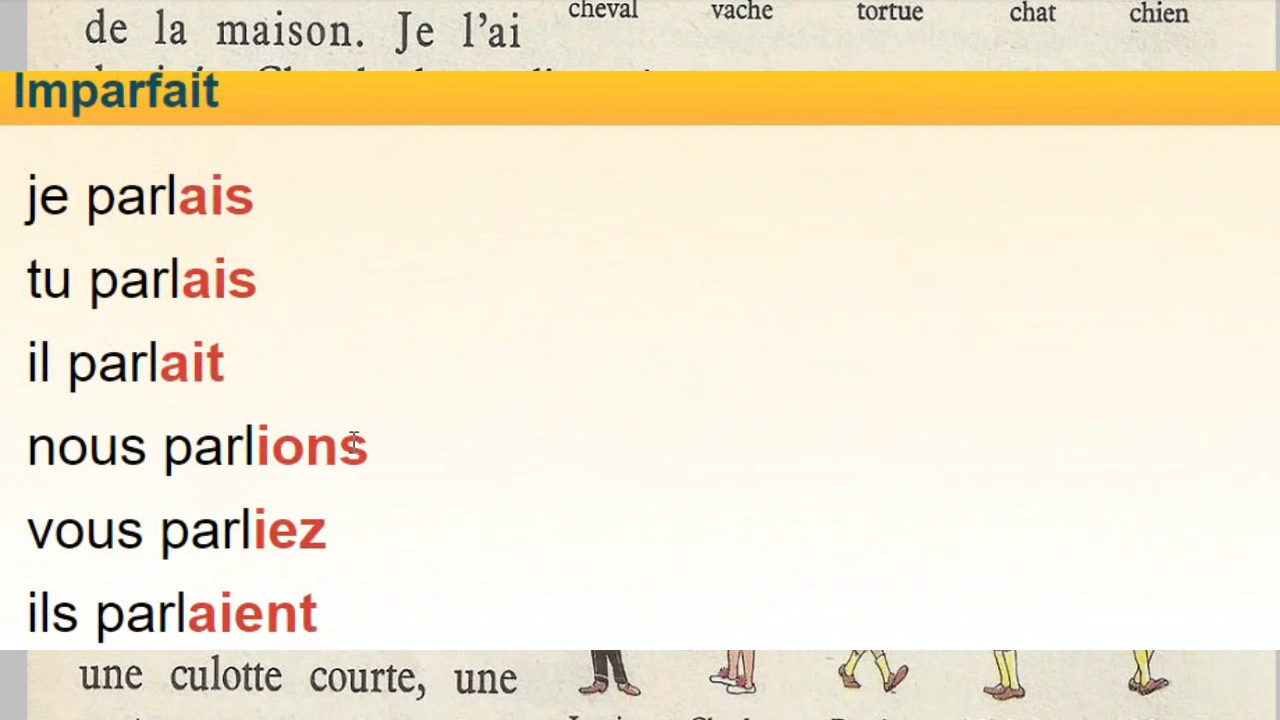 cheval vache tortue chat chien
de la maison. Je l'ai
Imparfait
je parlais
tu parlais
il parlait
nous parlions
vous parliez
ils parlaient
une culotte courte, une